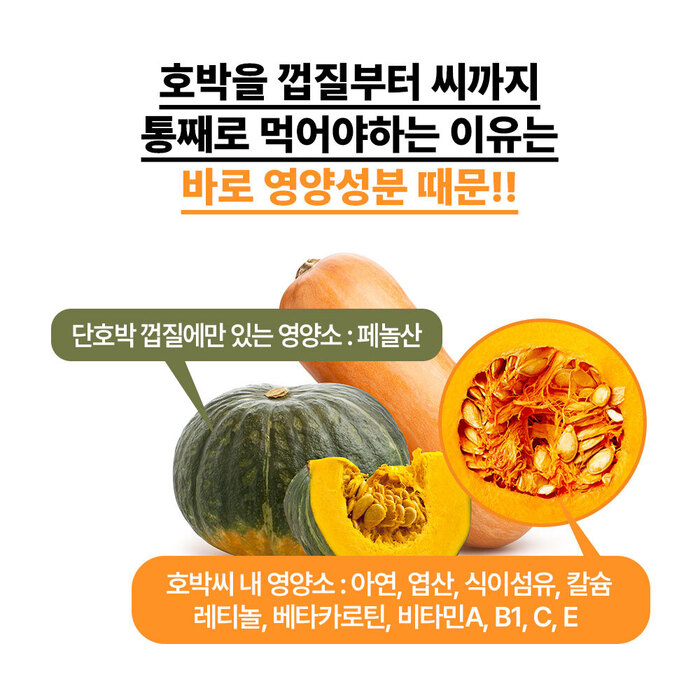 호박을 껍질부터 씨까지
통째로 먹어야하는 이유는
바로 영양성분 때문!!
단호박 껍질에만 있는 영양소 : 페놀산
호박씨 내 영양소 : 아연, 엽산, 식이섬유, 칼슘
레티놀, 베타카로틴, 비타민A, B1, C, E